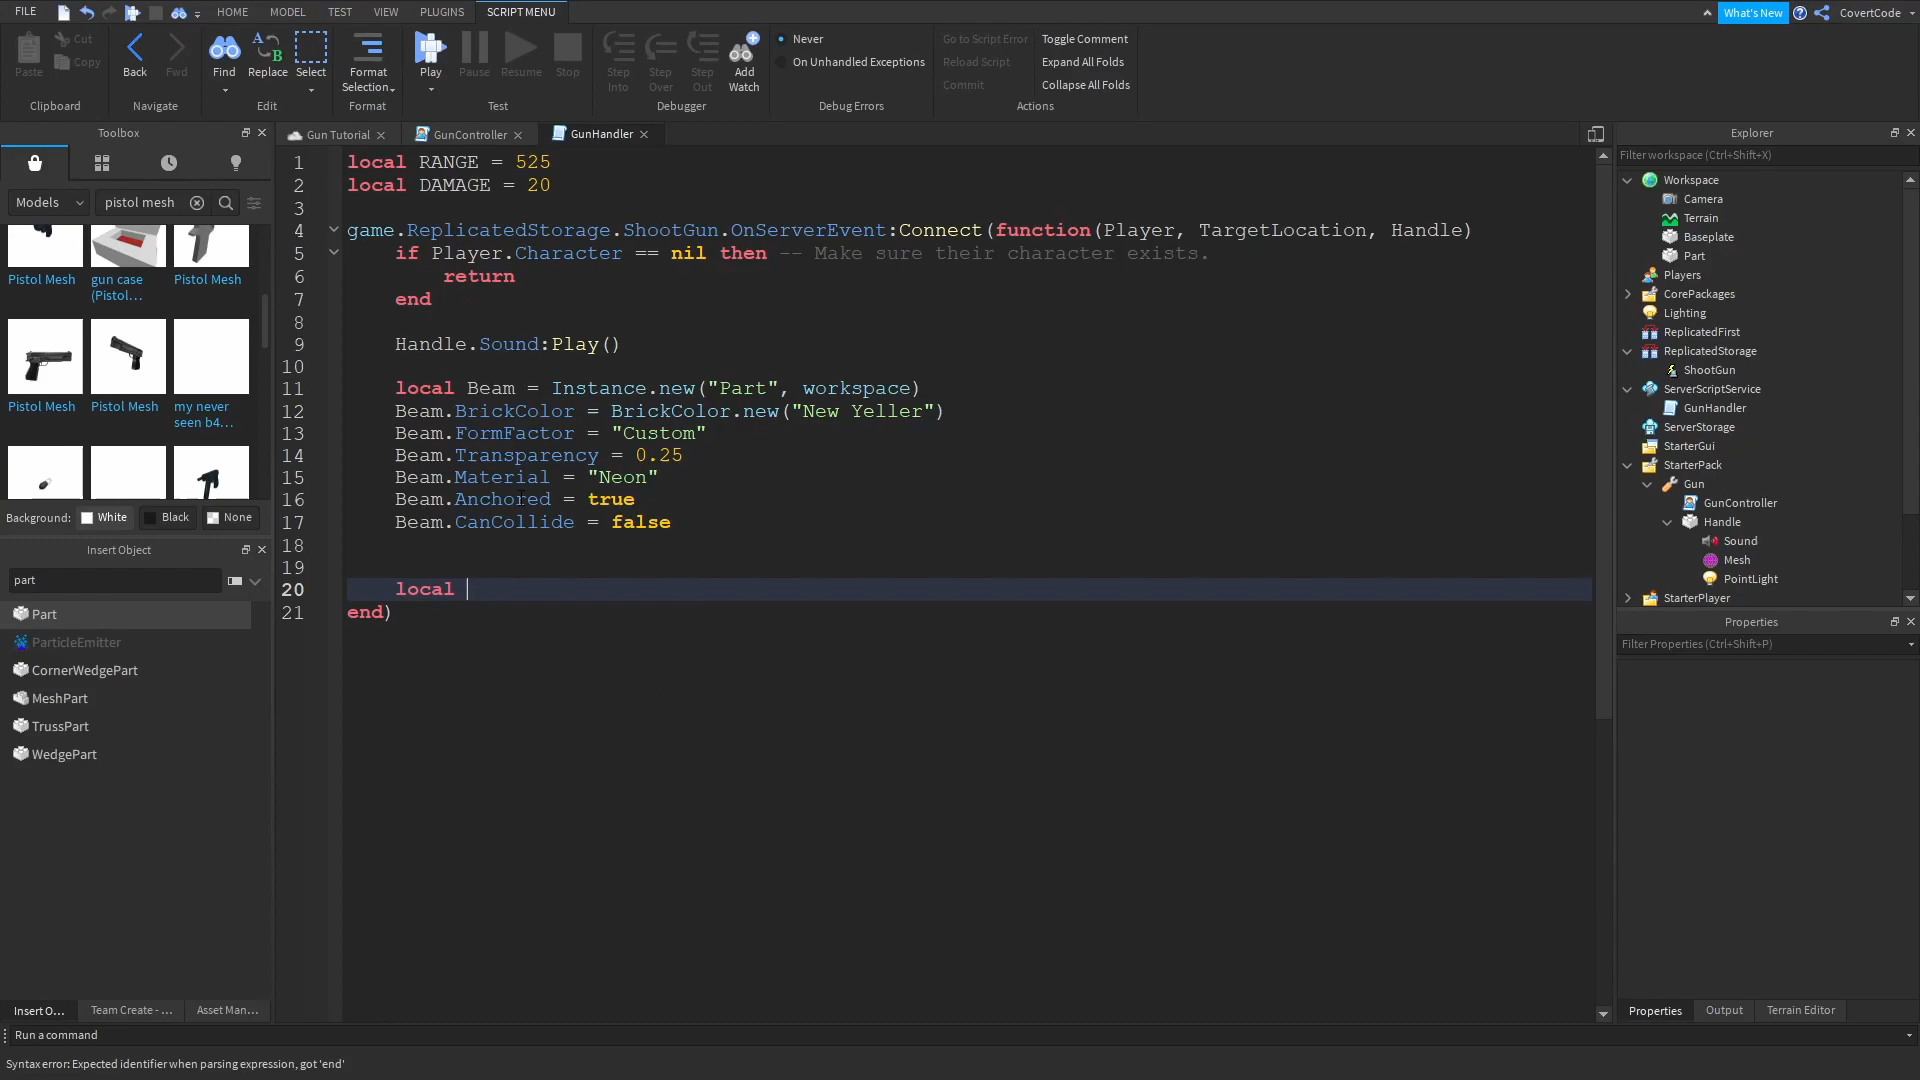 FILE HOME MODEL TEST VIEW PLUGINS SCRIPT MENU What's New CovertCode
Paste Cut Copy
Clipboard
Back Fwd
Navigate
Find Replace Select
Edit
Format Selection
Format
Play Pause Resume Stop
Test
Step Into Step Over Step Out Add Watch
Debugger
Never
On Unhandled Exceptions
Debug Errors
Go to Script Error
Reload Script
Commit
Toggle Comment
Expand All Folds
Collapse All Folds
Actions
Toolbox
Models pistol mesh
Pistol Mesh
gun case (Pistol...
Pistol Mesh
Pistol Mesh
Pistol Mesh
my never seen b4...
Background: White Black None
Insert Object
part
Part
ParticleEmitter
CornerWedgePart
MeshPart
TrussPart
WedgePart
Insert O... Team Create - ... Asset Man...
Gun Tutorial GunController GunHandler
1 local RANGE = 525
2 local DAMAGE = 20
3
4 game.ReplicatedStorage.ShootGun.OnServerEvent:Connect(function(Player, TargetLocation, Handle)
5 if Player.Character == nil then -- Make sure their character exists.
6 return
7 end
8
9 Handle.Sound:Play()
10
11 local Beam = Instance.new("Part", workspace)
12 Beam.BrickColor = BrickColor.new("New Yeller")
13 Beam.FormFactor = "Custom"
14 Beam.Transparency = 0.25
15 Beam.Material = "Neon"
16 Beam.Anchored = true
17 Beam.CanCollide = false
18
19
20 local
21 end)
Explorer
Filter workspace (Ctrl+Shift+X)
Workspace
Camera
Terrain
Baseplate
Part
Players
CorePackages
Lighting
ReplicatedFirst
ReplicatedStorage
ShootGun
ServerScriptService
GunHandler
ServerStorage
StarterGui
StarterPack
Gun
GunController
Handle
Sound
Mesh
PointLight
StarterPlayer
Properties
Filter Properties (Ctrl+Shift+P)
Properties Output Terrain Editor
Run a command
Syntax error: Expected identifier when parsing expression, got 'end'